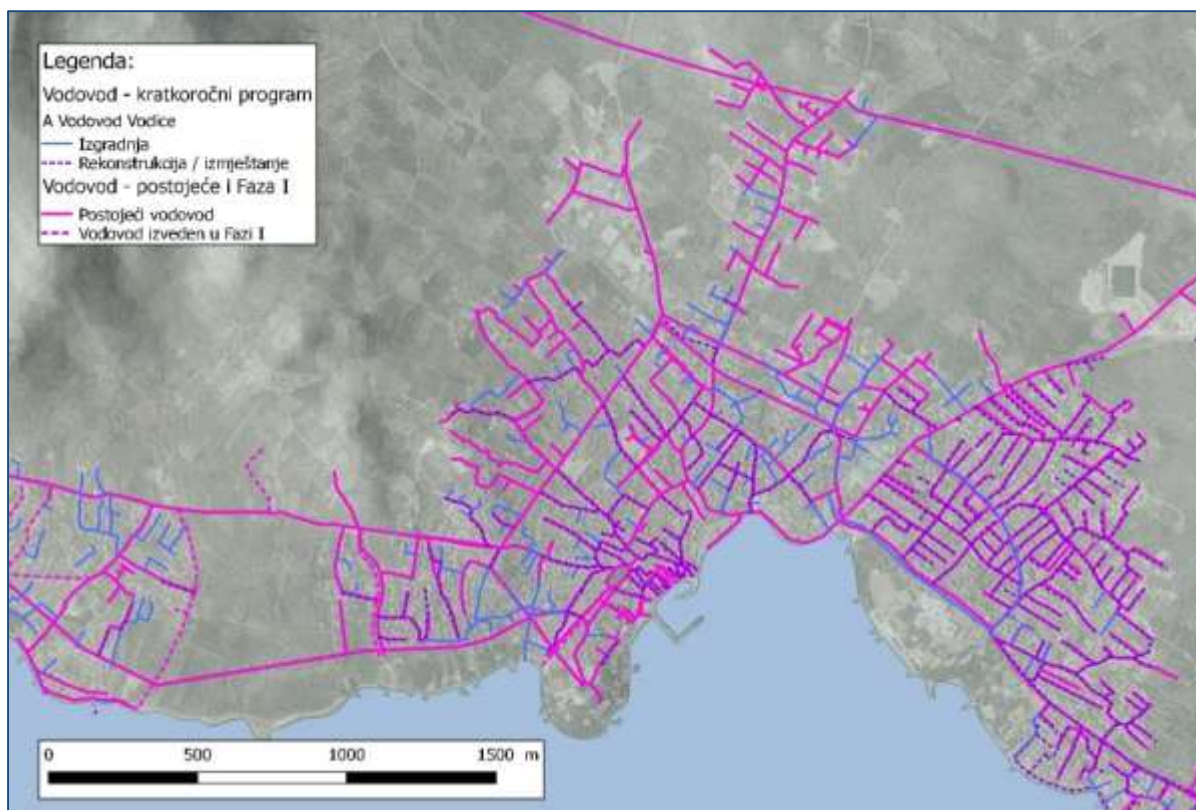 Legenda:
Vodovod - kratkoročni program
A Vodovod Vodice
Izgradnja
Rekonstrukcija / izmještanje
Vodovod - postojeće i Faza I
Postojeći vodovod
Vodovod izveden u Fazi I
0 500 1000 1500 m